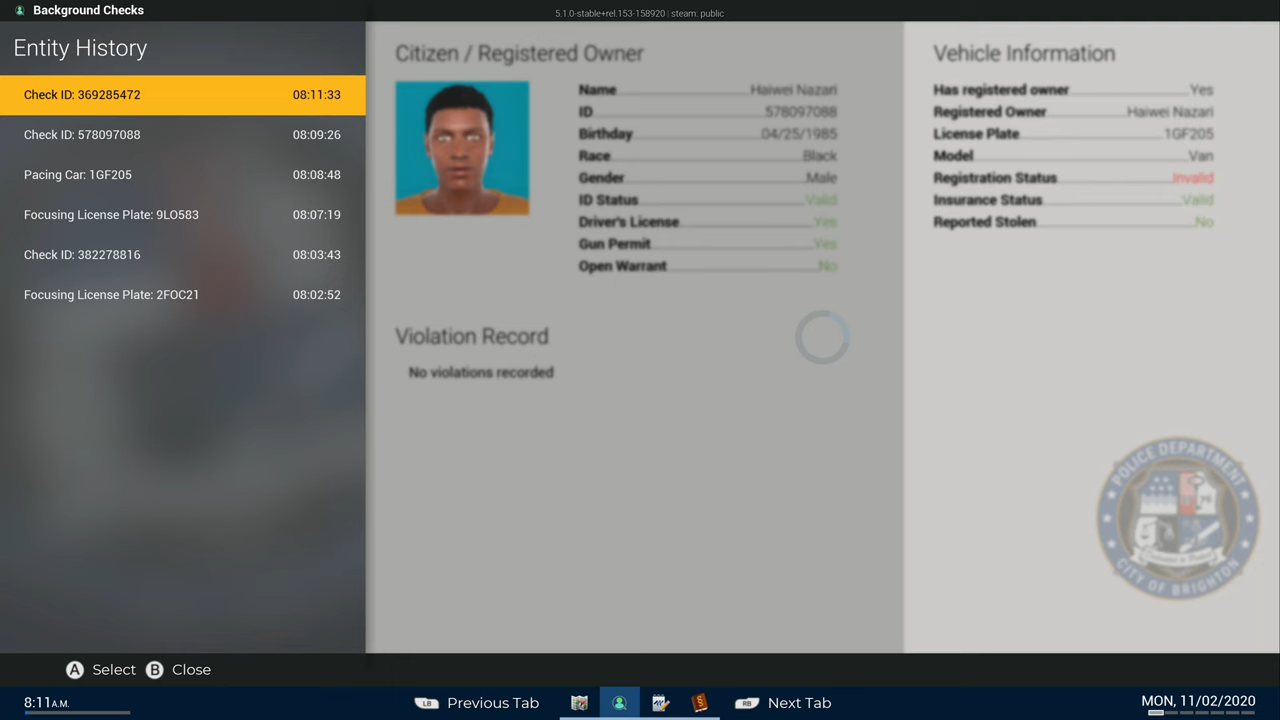 Background Checks
5.1.0-stable+rel.153-158920 | steam: public
Entity History
Check ID: 369285472 08:11:33
Check ID: 578097088 08:09:26
Pacing Car: 1GF205 08:08:48
Focusing License Plate: 9LO583 08:07:19
Check ID: 382278816 08:03:43
Focusing License Plate: 2FOC21 08:02:52
Citizen / Registered Owner
Name Haiwei Nazari
ID 578097088
Birthday 04/25/1985
Race Black
Gender Male
ID Status Valid
Driver's License Yes
Gun Permit Yes
Open Warrant No
Violation Record
No violations recorded
Vehicle Information
Has registered owner Yes
Registered Owner Haiwei Nazari
License Plate 1GF205
Model Van
Registration Status Invalid
Insurance Status Valid
Reported Stolen No
POLICE DEPARTMENT
CITY OF BRIGHTON
A Select B Close
8:11 A.M.
LB Previous Tab
RB Next Tab
MON, 11/02/2020